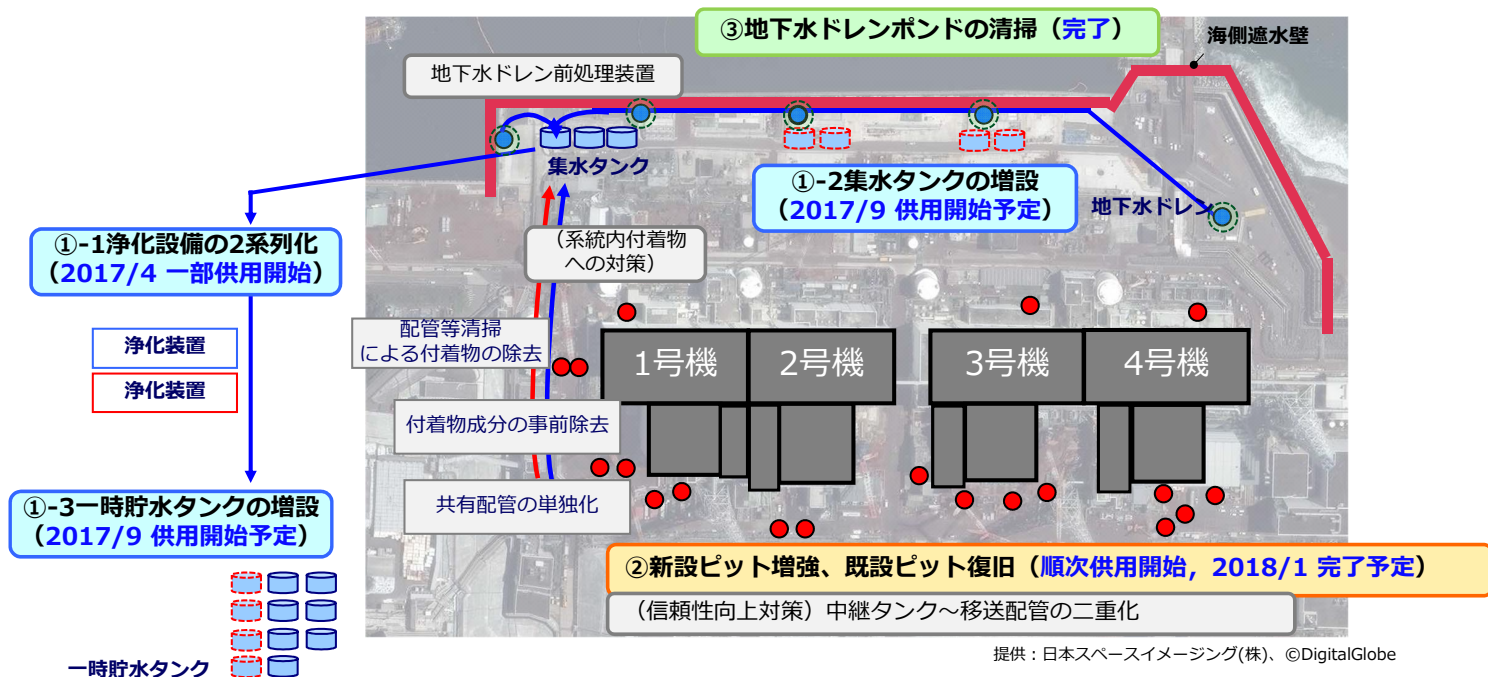 ③地下水ドレンポンドの清掃（完了）
海側遮水壁
地下水ドレン前処理装置
集水タンク
①-2集水タンクの増設
（2017/9 供用開始予定）
地下水ドレン
①-1浄化設備の2系列化
（2017/4 一部供用開始）
（系統内付着物
への対策）
浄化装置
浄化装置
配管等清掃
による付着物の除去
1号機
2号機
3号機
4号機
付着物成分の事前除去
共有配管の単独化
①-3一時貯水タンクの増設
（2017/9 供用開始予定）
②新設ピット増強、既設ピット復旧（順次供用開始，2018/1 完了予定）
（信頼性向上対策）中継タンク～移送配管の二重化
一時貯水タンク
提供：日本スペースイメージング(株)、©DigitalGlobe